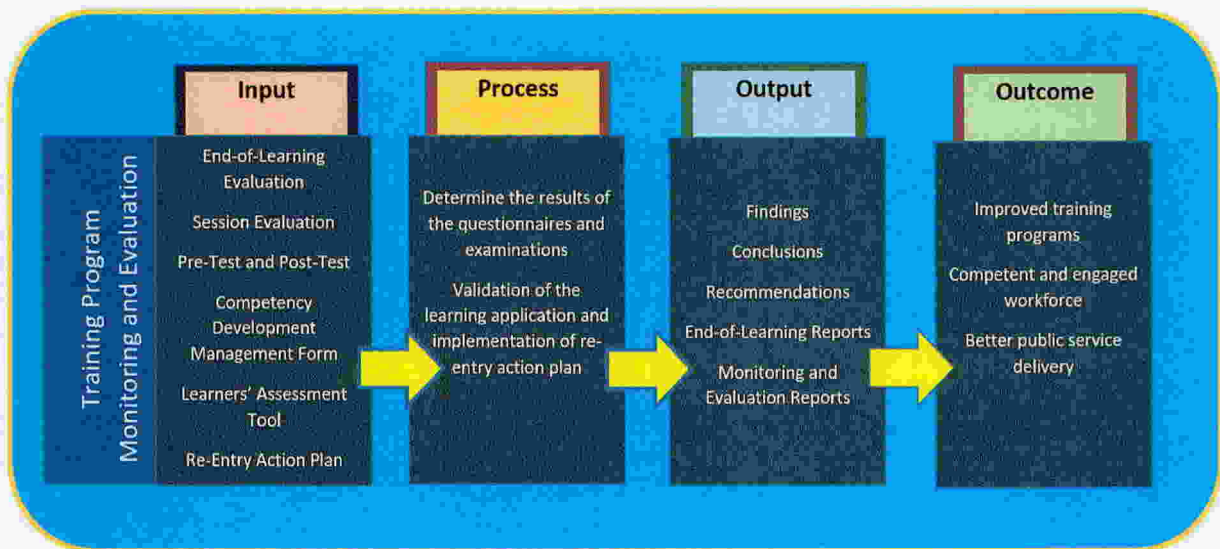 Training Program
Monitoring and Evaluation
Input
End-of-Learning
Evaluation
Session Evaluation
Pre-Test and Post-Test
Competency
Development
Management Form
Learners' Assessment
Tool
Re-Entry Action Plan
Process
Determine the results of
the questionnaires and
examinations
Validation of the
learning application and
implementation of re-
entry action plan
Output
Findings
Conclusions
Recommendations
End-of-Learning Reports
Monitoring and
Evaluation Reports
Outcome
Improved training
programs
Competent and engaged
workforce
Better public service
delivery